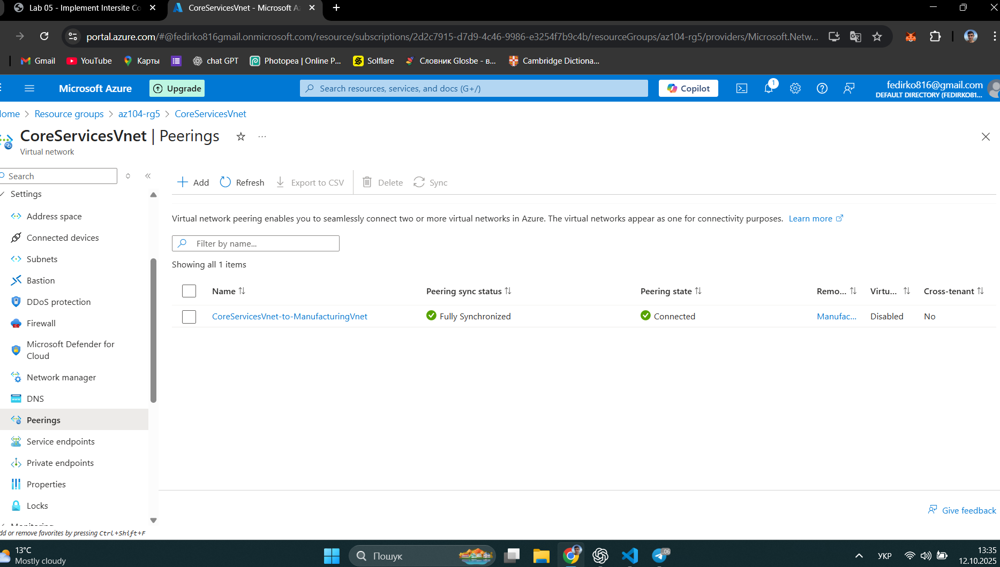 Lab 05 - Implement Intersite Co
CoreServicesVnet - Microsoft Az
portal.azure.com/#@fedirko816gmail.onmicrosoft.com/resource/subscriptions/2d2c7915-d7d9-4c46-9986-e3254f7b9c4b/resourceGroups/az104-rg5/providers/Microsoft.Netw...
Gmail YouTube Карты chat GPT Photopea | Online P... Solflare Словник Glosbe - в... Cambridge Dictiona...
Microsoft Azure
Upgrade
Search resources, services, and docs (G+/)
Copilot
1
fedirko816@gmail.com
DEFAULT DIRECTORY (FEDIRKO81...
ome > Resource groups > az104-rg5 > CoreServicesVnet
CoreServicesVnet | Peerings
Virtual network
Search
Settings
Address space
Connected devices
Subnets
Bastion
DDoS protection
Firewall
Microsoft Defender for
Cloud
Network manager
DNS
Peerings
Service endpoints
Private endpoints
Properties
Locks
Monitoring
dd or remove favorites by pressing Ctrl+Shift+F
Add Refresh Export to CSV Delete Sync
Virtual network peering enables you to seamlessly connect two or more virtual networks in Azure. The virtual networks appear as one for connectivity purposes. Learn more
Filter by name...
Showing all 1 items
Name Peering sync status Peering state Remo... Virtu... Cross-tenant
CoreServicesVnet-to-ManufacturingVnet Fully Synchronized Connected Manufac... Disabled No
Give feedback
13°C
Mostly cloudy
Пошук
.06
УКР
13:35
12.10.2025